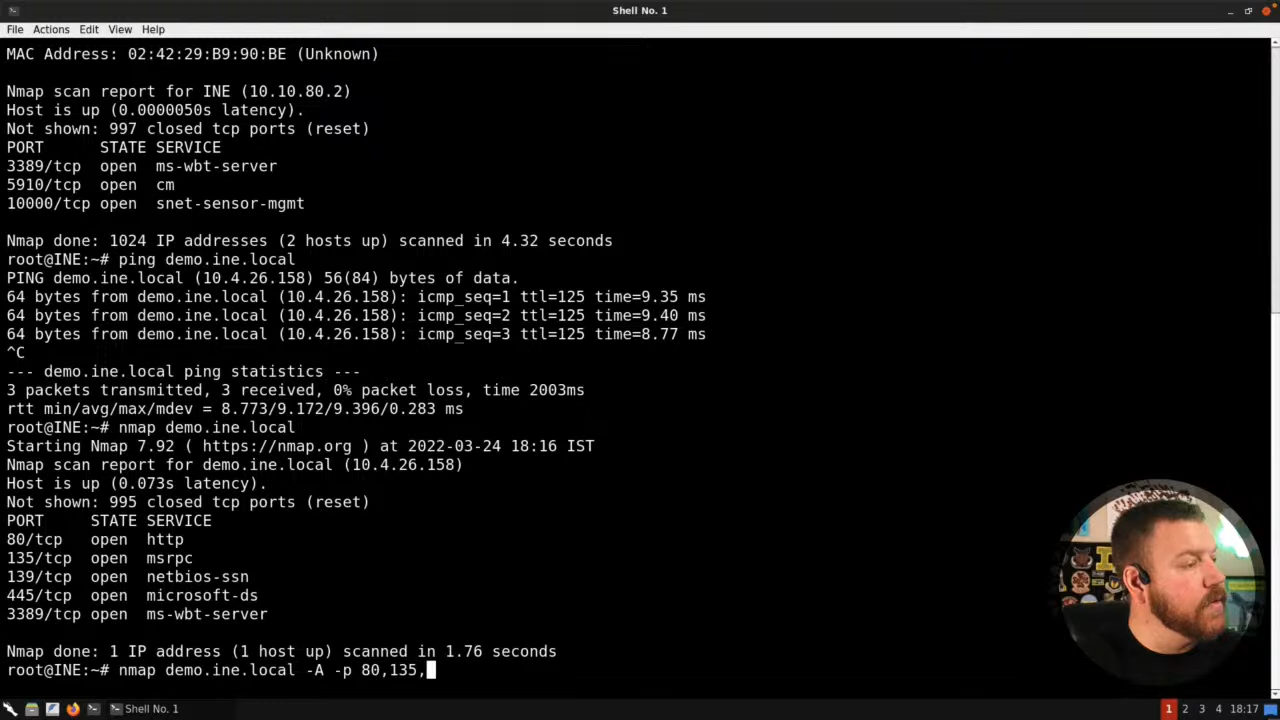 Shell No. 1
File Actions Edit View Help
MAC Address: 02:42:29:B9:90:BE (Unknown)
Nmap scan report for INE (10.10.80.2)
Host is up (0.0000050s latency).
Not shown: 997 closed tcp ports (reset)
PORT      STATE SERVICE
3389/tcp  open  ms-wbt-server
5910/tcp  open  cm
10000/tcp open  snet-sensor-mgmt
Nmap done: 1024 IP addresses (2 hosts up) scanned in 4.32 seconds
root@INE:~# ping demo.ine.local
PING demo.ine.local (10.4.26.158) 56(84) bytes of data.
64 bytes from demo.ine.local (10.4.26.158): icmp_seq=1 ttl=125 time=9.35 ms
64 bytes from demo.ine.local (10.4.26.158): icmp_seq=2 ttl=125 time=9.40 ms
64 bytes from demo.ine.local (10.4.26.158): icmp_seq=3 ttl=125 time=8.77 ms
^C
--- demo.ine.local ping statistics ---
3 packets transmitted, 3 received, 0% packet loss, time 2003ms
rtt min/avg/max/mdev = 8.773/9.172/9.396/0.283 ms
root@INE:~# nmap demo.ine.local
Starting Nmap 7.92 ( https://nmap.org ) at 2022-03-24 18:16 IST
Nmap scan report for demo.ine.local (10.4.26.158)
Host is up (0.073s latency).
Not shown: 995 closed tcp ports (reset)
PORT     STATE SERVICE
80/tcp   open  http
135/tcp  open  msrpc
139/tcp  open  netbios-ssn
445/tcp  open  microsoft-ds
3389/tcp open  ms-wbt-server
Nmap done: 1 IP address (1 host up) scanned in 1.76 seconds
root@INE:~# nmap demo.ine.local -A -p 80,135,
Shell No. 1
1 2 3 4 18:17